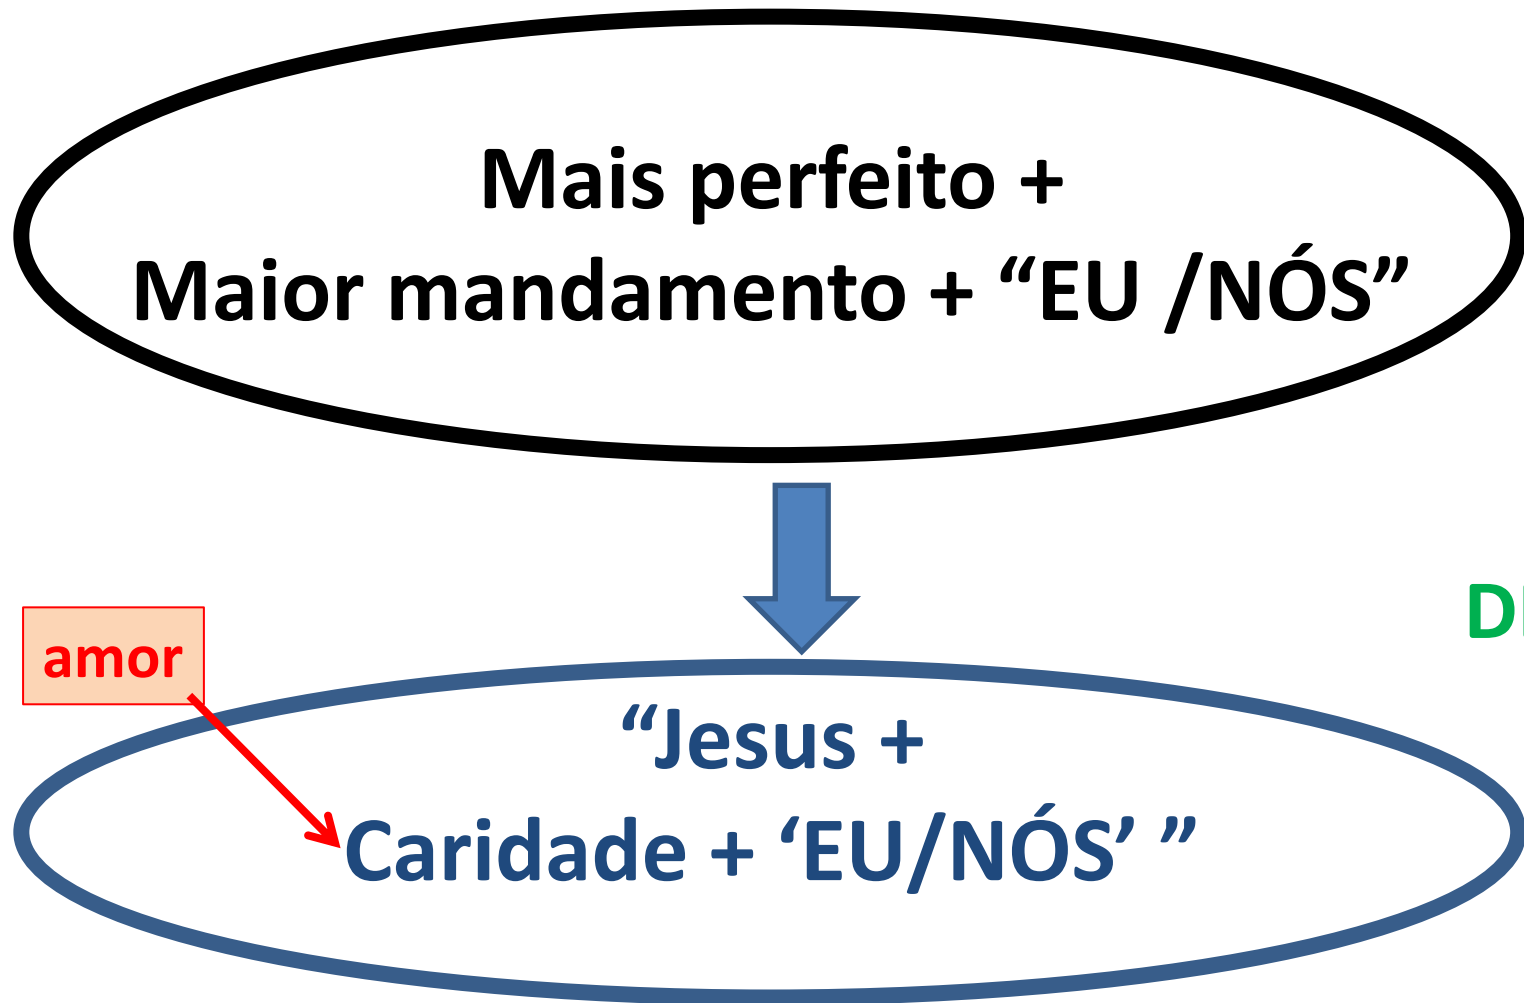 Mais perfeito +
Maior mandamento + “EU /NÓS”
amor
“Jesus +
Caridade + ‘EU/NÓS’ ”